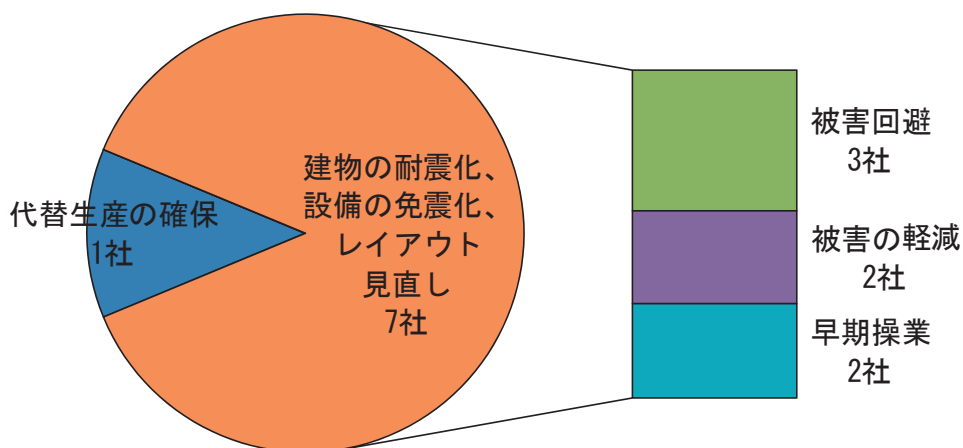 代替生産の確保
1社
建物の耐震化、
設備の免震化、
レイアウト
見直し
7社
被害回避
3社
被害の軽減
2社
早期操業
2社